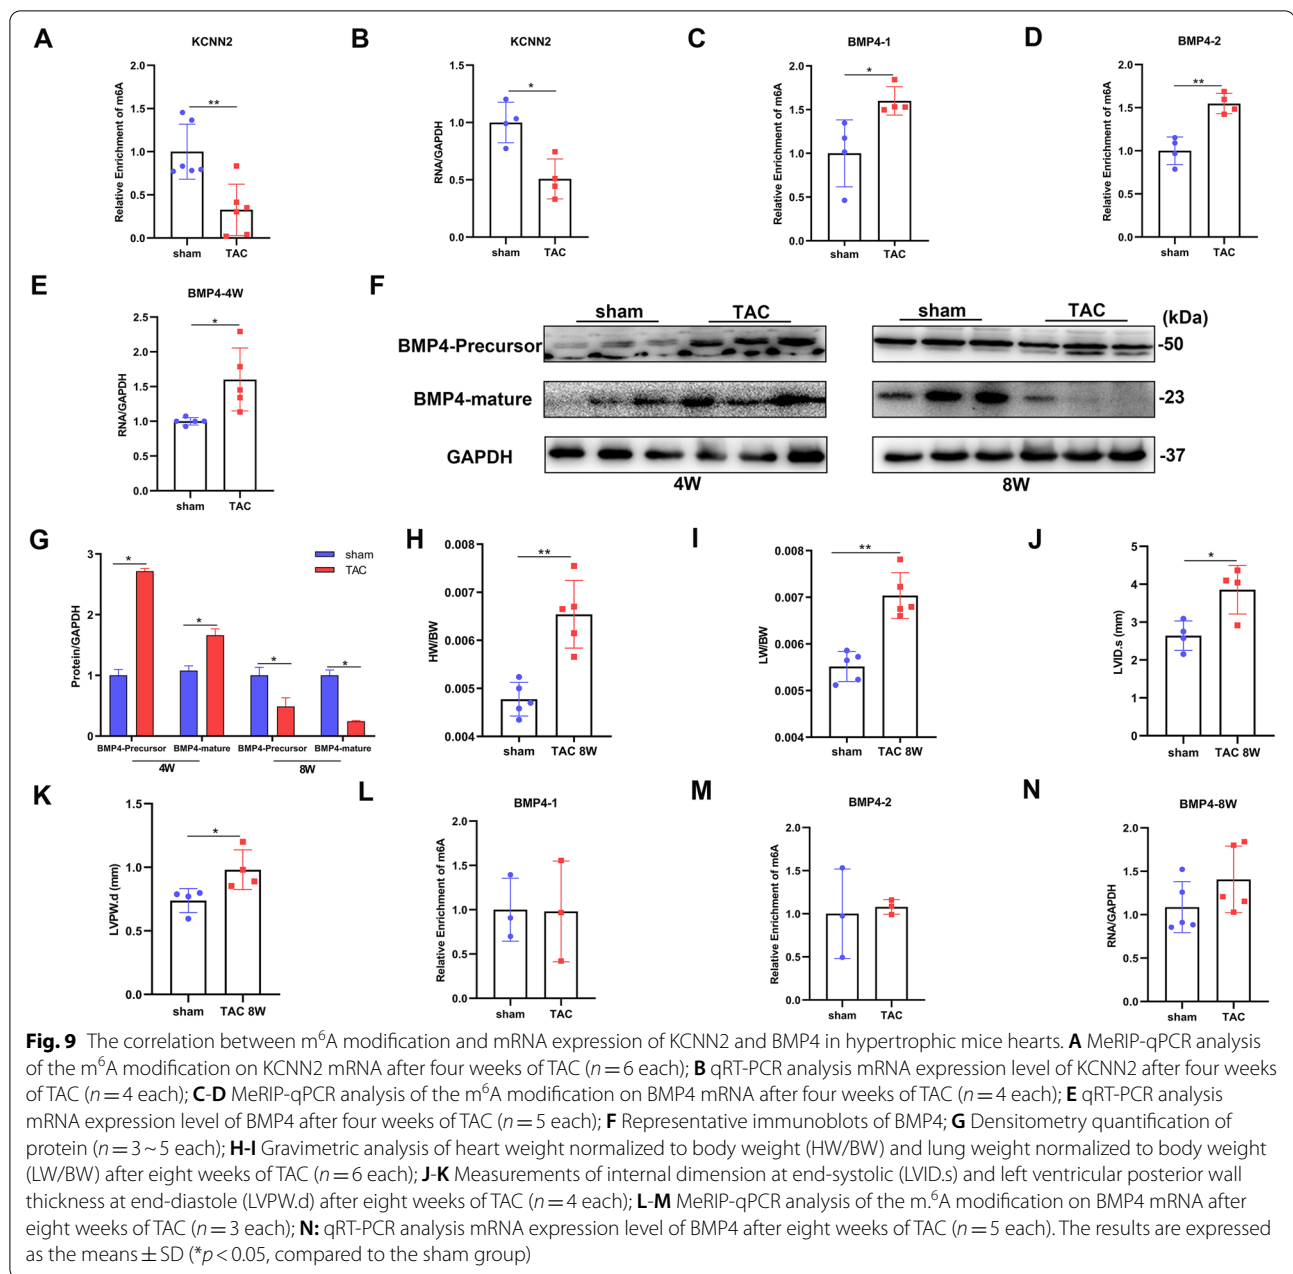 A
KCNN2
Relative Enrichment of m6A
2.0
1.5
1.0
0.5
0.0
**
sham
TAC
B
KCNN2
RNA/GAPDH
1.5
1.0
0.5
0.0
*
sham
TAC
C
BMP4-1
Relative Enrichment of m6A
2.0
1.5
1.0
0.5
0.0
*
sham
TAC
D
BMP4-2
Relative Enrichment of m6A
2.0
1.5
1.0
0.5
0.0
**
sham
TAC
E
BMP4-4W
RNA/GAPDH
2.5
2.0
1.5
1.0
0.5
0.0
*
sham
TAC
F
sham
TAC
sham
TAC
(kDa)
BMP4-Precursor
-50
BMP4-mature
-23
GAPDH
-37
4W
8W
G
Protein/GAPDH
3
2
1
0
*
*
*
*
sham
TAC
BMP4-Precursor
BMP4-mature
BMP4-Precursor
BMP4-mature
4W
8W
H
HW/BW
0.008
0.007
0.006
0.005
0.004
**
sham
TAC 8W
I
LW/BW
0.008
0.007
0.006
0.005
0.004
**
sham
TAC 8W
J
LVID.s (mm)
5
4
3
2
1
0
*
sham
TAC 8W
K
LVPW.d (mm)
1.5
1.0
0.5
0.0
*
sham
TAC 8W
L
BMP4-1
Relative Enrichment of m6A
2.0
1.5
1.0
0.5
0.0
sham
TAC
M
BMP4-2
Relative Enrichment of m6A
2.0
1.5
1.0
0.5
0.0
sham
TAC
N
BMP4-8W
RNA/GAPDH
2.0
1.5
1.0
0.5
0.0
sham
TAC
Fig. 9 The correlation between m⁶A modification and mRNA expression of KCNN2 and BMP4 in hypertrophic mice hearts. A MeRIP-qPCR analysis
of the m⁶A modification on KCNN2 mRNA after four weeks of TAC (n = 6 each); B qRT-PCR analysis mRNA expression level of KCNN2 after four weeks
of TAC (n = 4 each); C-D MeRIP-qPCR analysis of the m⁶A modification on BMP4 mRNA after four weeks of TAC (n = 4 each); E qRT-PCR analysis
mRNA expression level of BMP4 after four weeks of TAC (n = 5 each); F Representative immunoblots of BMP4; G Densitometry quantification of
protein (n = 3 ~ 5 each); H-I Gravimetric analysis of heart weight normalized to body weight (HW/BW) and lung weight normalized to body weight
(LW/BW) after eight weeks of TAC (n = 6 each); J-K Measurements of internal dimension at end-systolic (LVID.s) and left ventricular posterior wall
thickness at end-diastole (LVPW.d) after eight weeks of TAC (n = 4 each); L-M MeRIP-qPCR analysis of the m.⁶A modification on BMP4 mRNA after
eight weeks of TAC (n = 3 each); N: qRT-PCR analysis mRNA expression level of BMP4 after eight weeks of TAC (n = 5 each). The results are expressed
as the means ± SD (*p < 0.05, compared to the sham group)